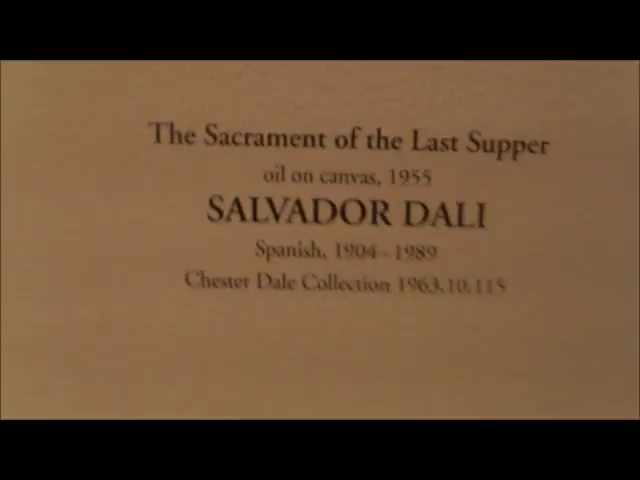 The Sacrament of the Last Supper
oil on canvas, 1955
SALVADOR DALI
Spanish, 1904–1989
Chester Dale Collection 1963.10.115